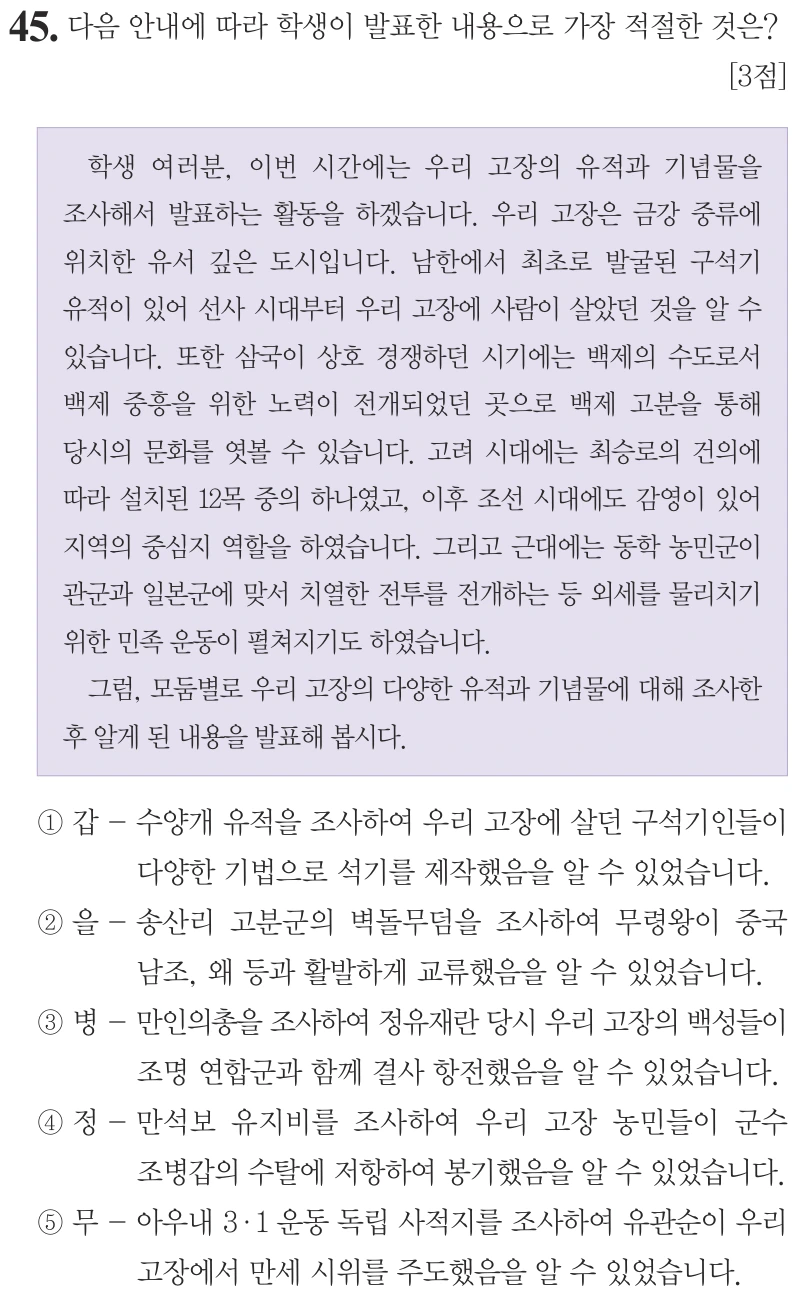 45. 다음 안내에 따라 학생이 발표한 내용으로 가장 적절한 것은?
[3점]
학생 여러분, 이번 시간에는 우리 고장의 유적과 기념물을
조사해서 발표하는 활동을 하겠습니다. 우리 고장은 금강 중류에
위치한 유서 깊은 도시입니다. 남한에서 최초로 발굴된 구석기
유적이 있어 선사 시대부터 우리 고장에 사람이 살았던 것을 알 수
있습니다. 또한 삼국이 상호 경쟁하던 시기에는 백제의 수도로서
백제 중흥을 위한 노력이 전개되었던 곳으로 백제 고분을 통해
당시의 문화를 엿볼 수 있습니다. 고려 시대에는 최승로의 건의에
따라 설치된 12목 중의 하나였고, 이후 조선 시대에도 감영이 있어
지역의 중심지 역할을 하였습니다. 그리고 근대에는 동학 농민군이
관군과 일본군에 맞서 치열한 전투를 전개하는 등 외세를 물리치기
위한 민족 운동이 펼쳐지기도 하였습니다.
그럼, 모둠별로 우리 고장의 다양한 유적과 기념물에 대해 조사한
후 알게 된 내용을 발표해 봅시다.
① 갑 - 수양개 유적을 조사하여 우리 고장에 살던 구석기인들이
다양한 기법으로 석기를 제작했음을 알 수 있었습니다.
② 을 - 송산리 고분군의 벽돌무덤을 조사하여 무령왕이 중국
남조, 왜 등과 활발하게 교류했음을 알 수 있었습니다.
③ 병 - 만인의총을 조사하여 정유재란 당시 우리 고장의 백성들이
조명 연합군과 함께 결사 항전했음을 알 수 있었습니다.
④ 정 - 만석보 유지비를 조사하여 우리 고장 농민들이 군수
조병갑의 수탈에 저항하여 봉기했음을 알 수 있었습니다.
⑤ 무 - 아우내 3·1 운동 독립 사적지를 조사하여 유관순이 우리
고장에서 만세 시위를 주도했음을 알 수 있었습니다.